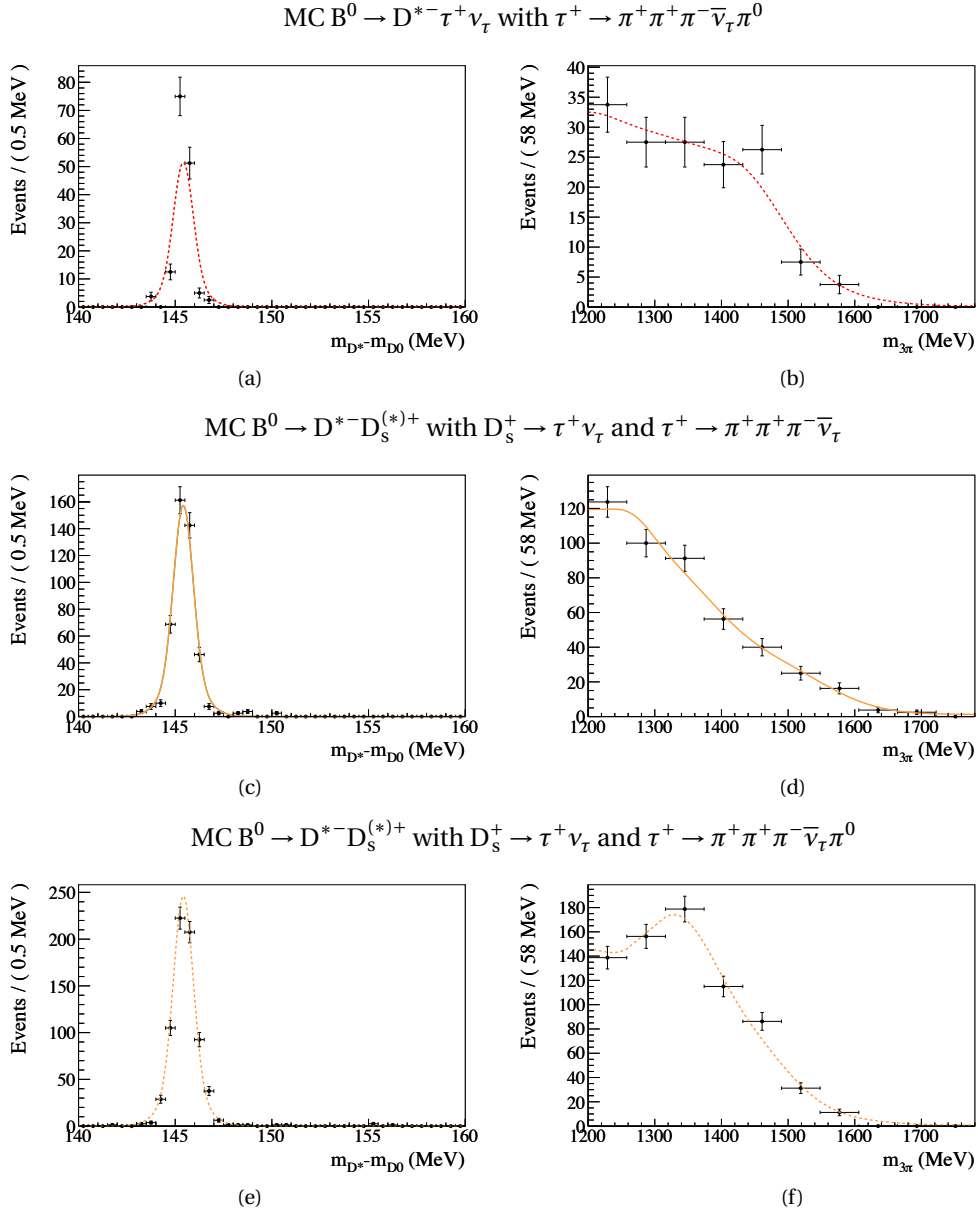 MC B⁰ → D*⁻τ⁺ν_τ with τ⁺ → π⁺π⁺π⁻ν̅_τπ⁰
Events / ( 0.5 MeV )
80
70
60
50
40
30
20
10
0
140 145 150 155 160
m_D*-m_D0 (MeV)
(a)
Events / ( 58 MeV )
40
35
30
25
20
15
10
5
0
1200 1300 1400 1500 1600 1700
m_3π (MeV)
(b)
MC B⁰ → D*⁻D_s^(*)+ with D_s⁺ → τ⁺ν_τ and τ⁺ → π⁺π⁺π⁻ν̅_τ
Events / ( 0.5 MeV )
160
140
120
100
80
60
40
20
0
140 145 150 155 160
m_D*-m_D0 (MeV)
(c)
Events / ( 58 MeV )
120
100
80
60
40
20
0
1200 1300 1400 1500 1600 1700
m_3π (MeV)
(d)
MC B⁰ → D*⁻D_s^(*)+ with D_s⁺ → τ⁺ν_τ and τ⁺ → π⁺π⁺π⁻ν̅_τπ⁰
Events / ( 0.5 MeV )
250
200
150
100
50
0
140 145 150 155 160
m_D*-m_D0 (MeV)
(e)
Events / ( 58 MeV )
180
160
140
120
100
80
60
40
20
0
1200 1300 1400 1500 1600 1700
m_3π (MeV)
(f)